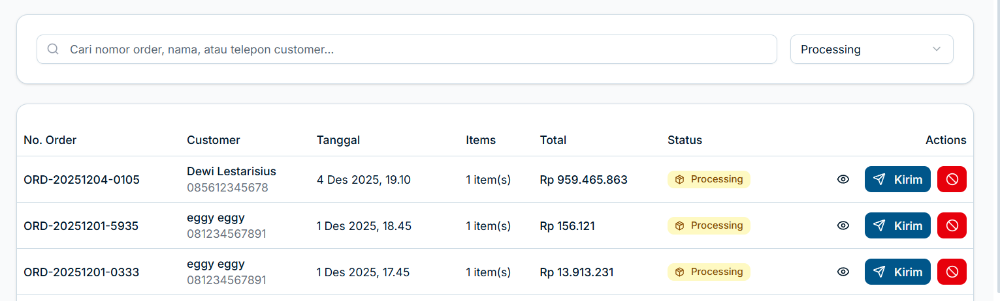 Cari nomor order, nama, atau telepon customer...
Processing
No. Order Customer Tanggal Items Total Status Actions
ORD-20251204-0105 Dewi Lestarisius 4 Des 2025, 19.10 1 item(s) Rp 959.465.863 Processing Kirim
085612345678
ORD-20251201-5935 eggy eggy 1 Des 2025, 18.45 1 item(s) Rp 156.121 Processing Kirim
081234567891
ORD-20251201-0333 eggy eggy 1 Des 2025, 17.45 1 item(s) Rp 13.913.231 Processing Kirim
081234567891